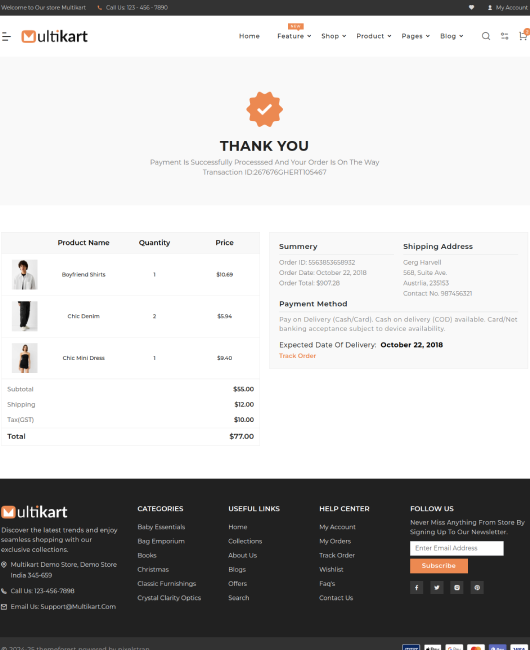 Welcome to Our store Multikart
Call Us: 123 - 456 - 7890
My Account
Multikart
Home
NEW
Feature
Shop
Product
Pages
Blog
THANK YOU
Payment Is Successfully Processsed And Your Order Is On The Way
Transaction ID:267676GHERT105467
Product Name Quantity Price
Boyfriend Shirts 1 $10.69
Chic Denim 2 $5.94
Chic Mini Dress 1 $9.40
Subtotal $55.00
Shipping $12.00
Tax(GST) $10.00
Total $77.00
Summery
Order ID: 5563853658932
Order Date: October 22, 2018
Order Total: $907.28
Shipping Address
Gerg Harvell
568, Suite Ave.
Austrlia, 235153
Contact No. 987456321
Payment Method
Pay on Delivery (Cash/Card). Cash on delivery (COD) available. Card/Net
banking acceptance subject to device availability.
Expected Date Of Delivery: October 22, 2018
Track Order
Multikart
Discover the latest trends and enjoy
seamless shopping with our
exclusive collections.
Multikart Demo Store, Demo Store
India 345-659
Call Us: 123-456-7898
Email Us: Support@Multikart.Com
CATEGORIES
Baby Essentials
Bag Emporium
Books
Christmas
Classic Furnishings
Crystal Clarity Optics
USEFUL LINKS
Home
Collections
About Us
Blogs
Offers
Search
HELP CENTER
My Account
My Orders
Track Order
Wishlist
Faq's
Contact Us
FOLLOW US
Never Miss Anything From Store By
Signing Up To Our Newsletter.
Enter Email Address
Subscribe
2024-25 themeforest powered by pixelstrap